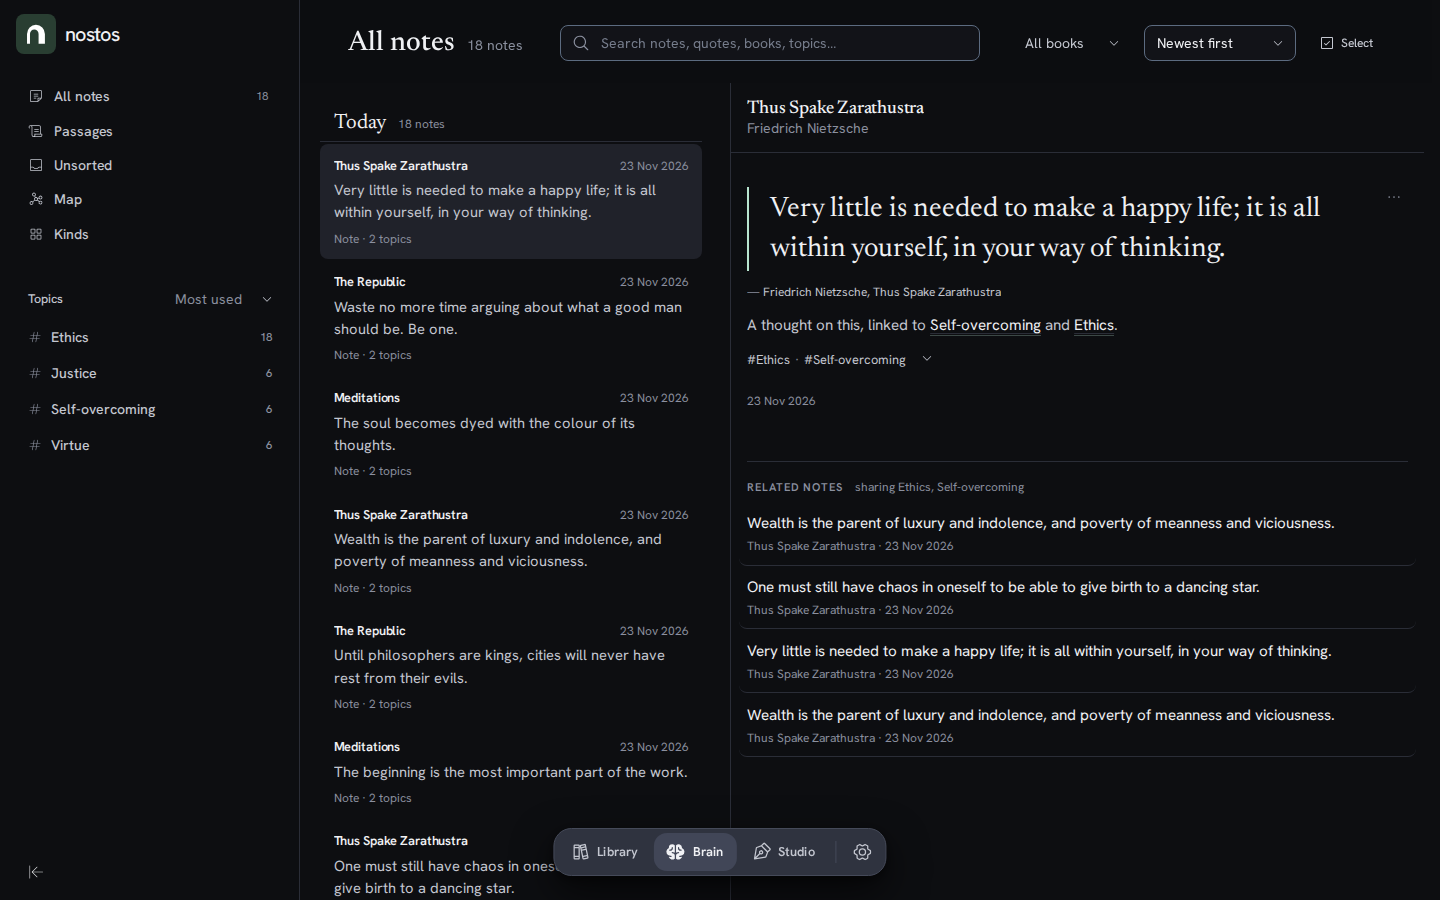 nostos
All notes 18
Passages
Unsorted
Map
Kinds
Topics Most used
# Ethics 18
# Justice 6
# Self-overcoming 6
# Virtue 6
All notes 18 notes
Search notes, quotes, books, topics...
All books
Newest first
Select
Today 18 notes
Thus Spake Zarathustra 23 Nov 2026
Very little is needed to make a happy life; it is all
within yourself, in your way of thinking.
Note · 2 topics
The Republic 23 Nov 2026
Waste no more time arguing about what a good man
should be. Be one.
Note · 2 topics
Meditations 23 Nov 2026
The soul becomes dyed with the colour of its
thoughts.
Note · 2 topics
Thus Spake Zarathustra 23 Nov 2026
Wealth is the parent of luxury and indolence, and
poverty of meanness and viciousness.
Note · 2 topics
The Republic 23 Nov 2026
Until philosophers are kings, cities will never have
rest from their evils.
Note · 2 topics
Meditations 23 Nov 2026
The beginning is the most important part of the work.
Note · 2 topics
Thus Spake Zarathustra
One must still have chaos in
give birth to a dancing star.
Thus Spake Zarathustra
Friedrich Nietzsche
Very little is needed to make a happy life; it is all
within yourself, in your way of thinking.
— Friedrich Nietzsche, Thus Spake Zarathustra
A thought on this, linked to Self-overcoming and Ethics.
#Ethics · #Self-overcoming
23 Nov 2026
RELATED NOTES sharing Ethics, Self-overcoming
Wealth is the parent of luxury and indolence, and poverty of meanness and viciousness.
Thus Spake Zarathustra · 23 Nov 2026
One must still have chaos in oneself to be able to give birth to a dancing star.
Thus Spake Zarathustra · 23 Nov 2026
Very little is needed to make a happy life; it is all within yourself, in your way of thinking.
Thus Spake Zarathustra · 23 Nov 2026
Wealth is the parent of luxury and indolence, and poverty of meanness and viciousness.
Thus Spake Zarathustra · 23 Nov 2026
Library
Brain
Studio